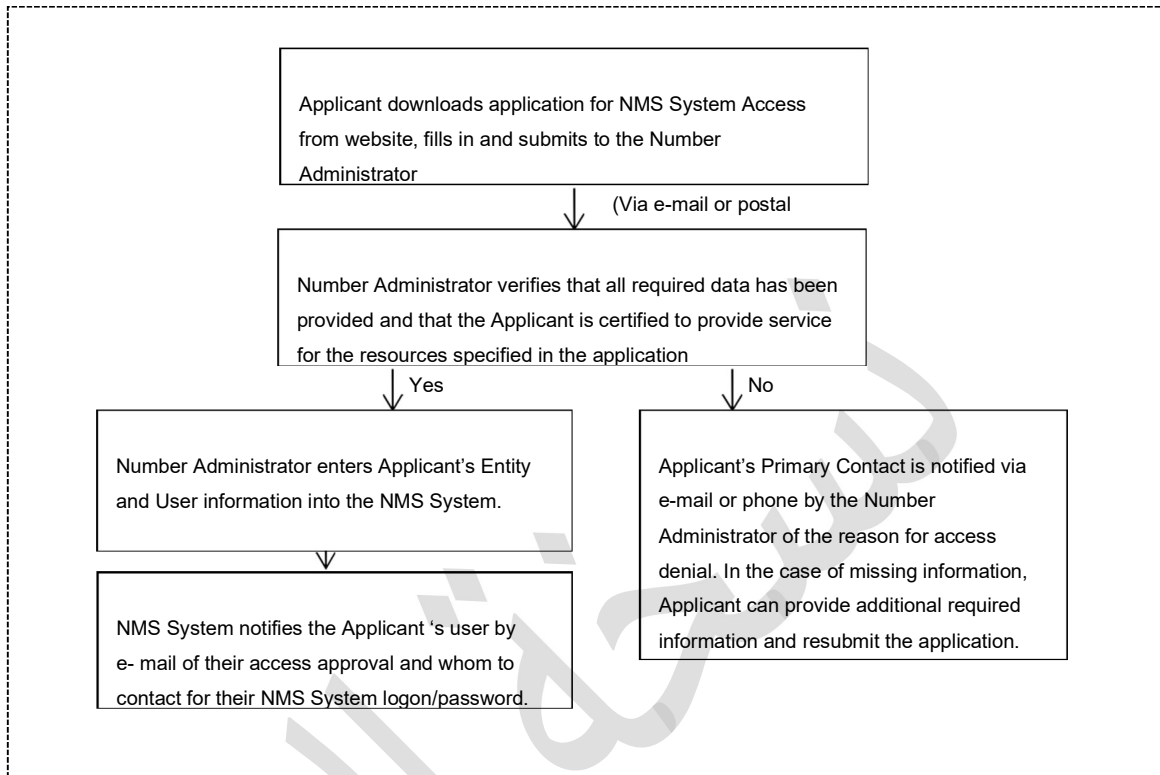 Applicant downloads application for NMS System Access
from website, fills in and submits to the Number
Administrator
(Via e-mail or postal
Number Administrator verifies that all required data has been
provided and that the Applicant is certified to provide service
for the resources specified in the application
Yes
No
Number Administrator enters Applicant's Entity
and User information into the NMS System.
Applicant's Primary Contact is notified via
e-mail or phone by the Number
Administrator of the reason for access
denial. In the case of missing information,
Applicant can provide additional required
information and resubmit the application.
NMS System notifies the Applicant ‘s user by
e- mail of their access approval and whom to
contact for their NMS System logon/password.
نسخة